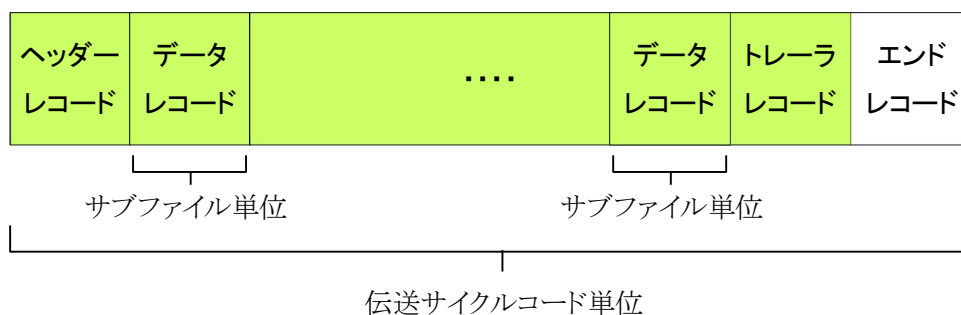 ヘッダー データ データ トレーラ エンド
レコード レコード ‥‥ レコード レコード レコード
サブファイル単位 サブファイル単位
伝送サイクルコード単位